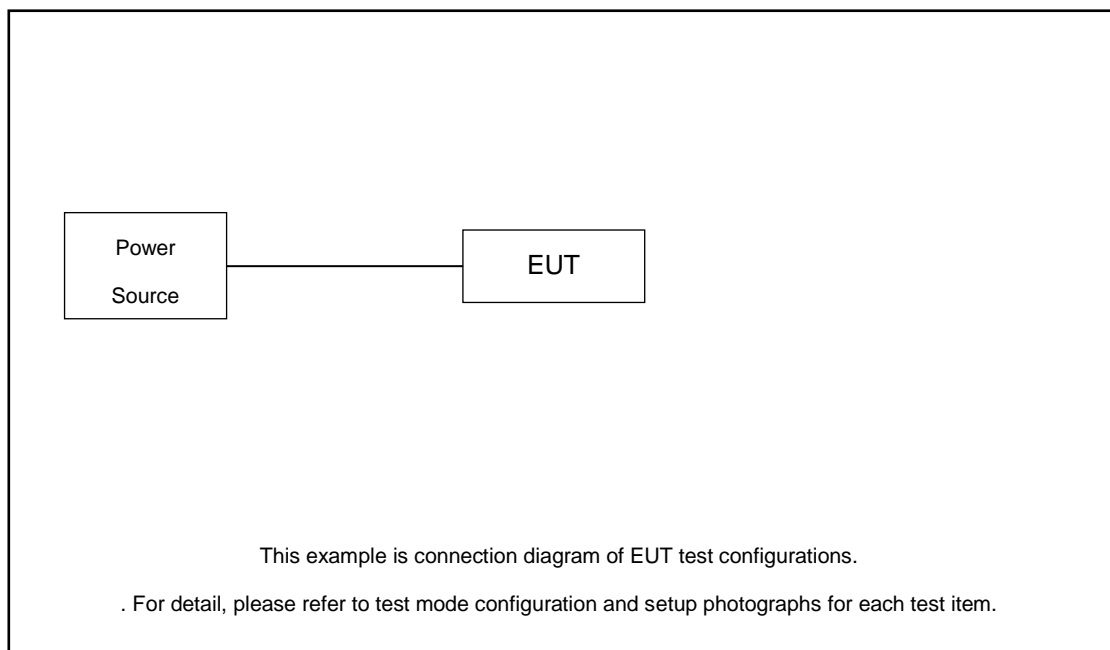 Power
Source
EUT
This example is connection diagram of EUT test configurations.
. For detail, please refer to test mode configuration and setup photographs for each test item.